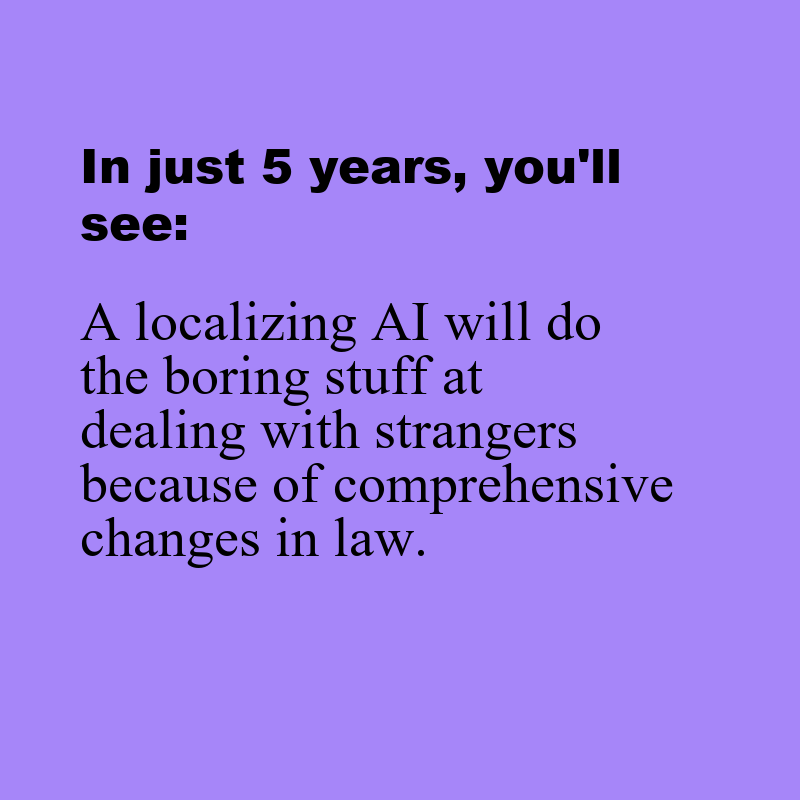 In just 5 years, you'll
see:
A localizing AI will do
the boring stuff at
dealing with strangers
because of comprehensive
changes in law.